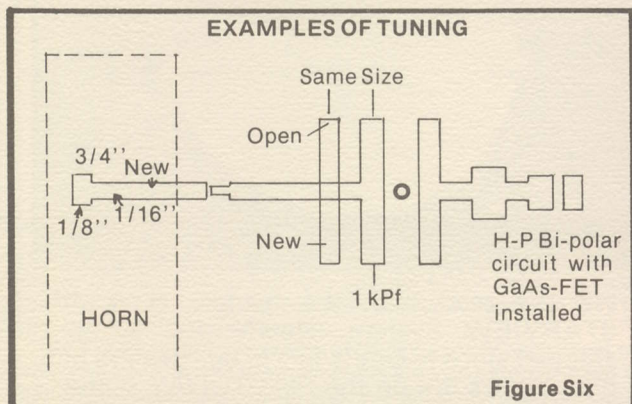 EXAMPLES OF TUNING
Same Size
Open
3/4''
New
1/8''
1/16''
New
1 kPf
HORN
H-P Bi-polar
circuit with
GaAs-FET
installed
Figure Six